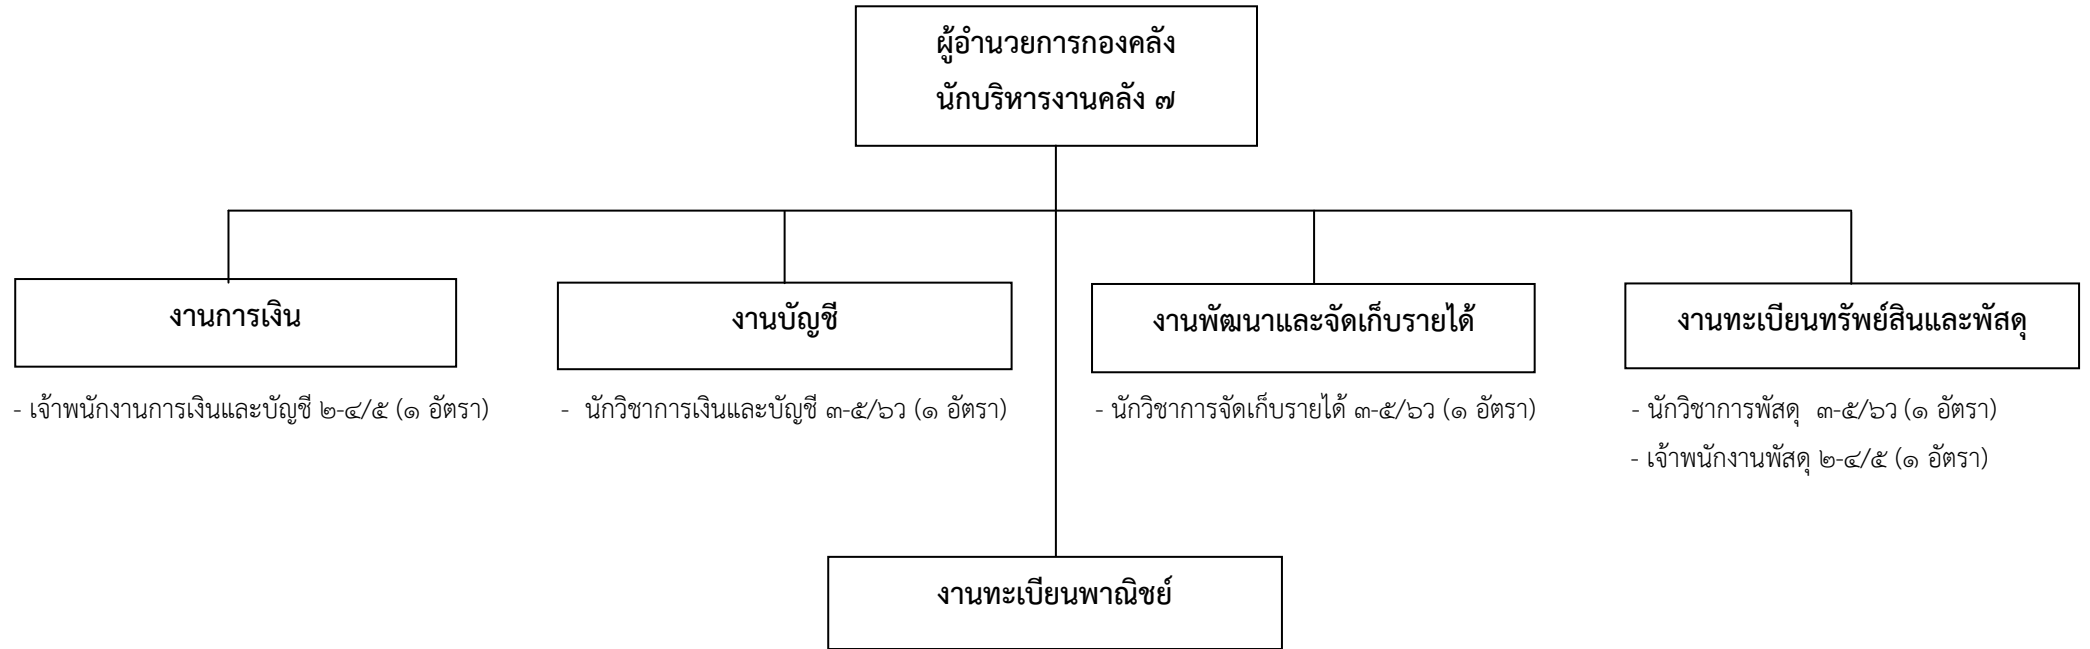 ผู้อำนวยการกองคลัง
นักบริหารงานคลัง ๗
งานการเงิน
งานบัญชี
งานพัฒนาและจัดเก็บรายได้
งานทะเบียนทรัพย์สินและพัสดุ
- เจ้าพนักงานการเงินและบัญชี ๒-๔/๕ (๑ อัตรา)
- นักวิชาการเงินและบัญชี ๓-๕/๖ว (๑ อัตรา)
- นักวิชาการจัดเก็บรายได้ ๓-๕/๖ว (๑ อัตรา)
- นักวิชาการพัสดุ ๓-๕/๖ว (๑ อัตรา)
- เจ้าพนักงานพัสดุ ๒-๔/๕ (๑ อัตรา)
งานทะเบียนพาณิชย์